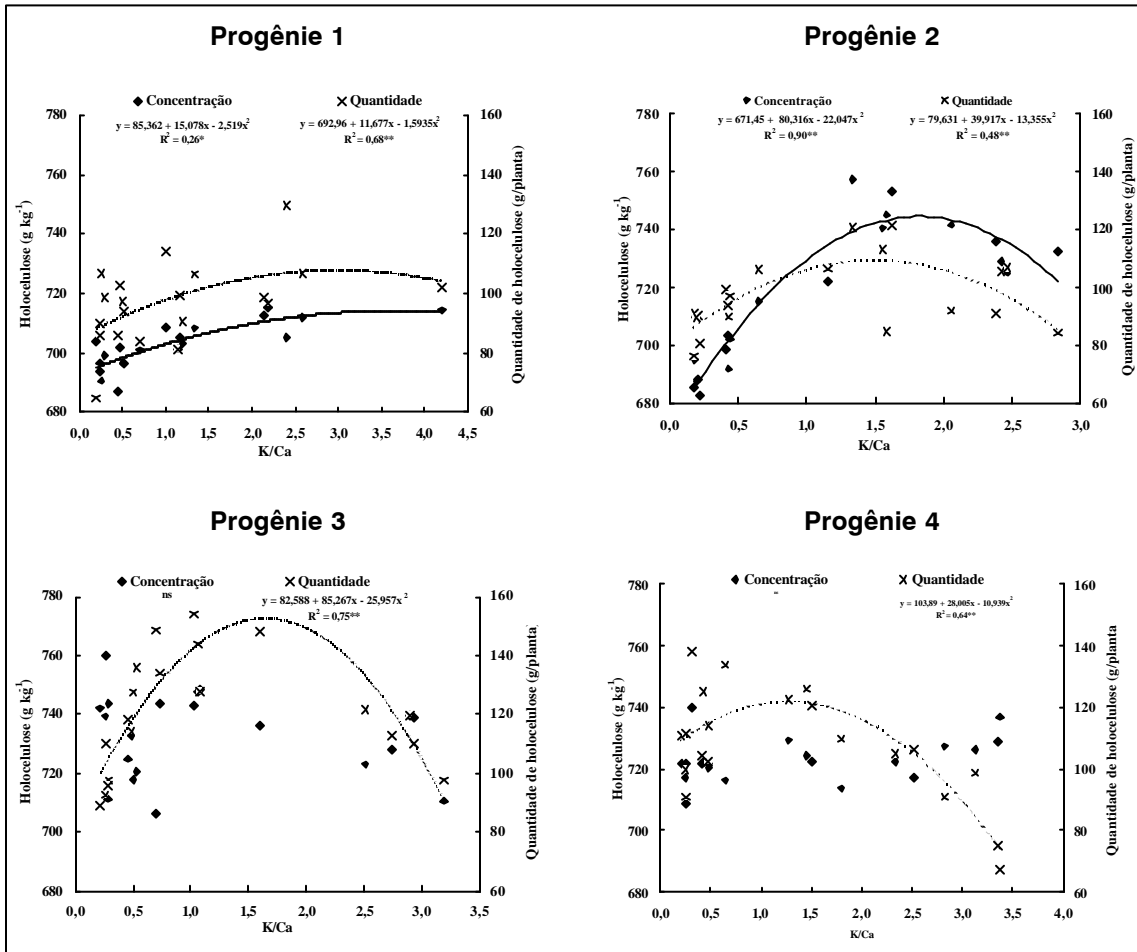 Progênie 1
Concentração Quantidade
y = 85,362 + 15,078x - 2,519x²
R² = 0,26*
y = 692,96 + 11,677x - 1,5935x²
R² = 0,68**
Holocelulose (g kg⁻¹)
780
760
740
720
700
680
160
140
120
100
80
60
Quantidade de holocelulose (g/planta)
0,0 0,5 1,0 1,5 2,0 2,5 3,0 3,5 4,0 4,5
K/Ca
Progênie 2
Concentração Quantidade
y = 671,45 + 80,316x - 22,047x²
R² = 0,90**
y = 79,631 + 39,917x - 13,355x²
R² = 0,48**
Holocelulose (g kg⁻¹)
780
760
740
720
700
680
160
140
120
100
80
60
Quantidade de holocelulose (g/planta)
0,0 0,5 1,0 1,5 2,0 2,5 3,0
K/Ca
Progênie 3
Concentração Quantidade
ns
y = 82,588 + 85,267x - 25,957x²
R² = 0,75**
Holocelulose (g kg⁻¹)
780
760
740
720
700
680
160
140
120
100
80
60
Quantidade de holocelulose (g/planta)
0,0 0,5 1,0 1,5 2,0 2,5 3,0 3,5
K/Ca
Progênie 4
Concentração Quantidade
y = 103,89 + 28,005x - 10,939x²
R² = 0,64**
Holocelulose (g kg⁻¹)
780
760
740
720
700
680
160
140
120
100
80
60
Quantidade de holocelulose (g/planta)
0,0 0,5 1,0 1,5 2,0 2,5 3,0 3,5 4,0
K/Ca